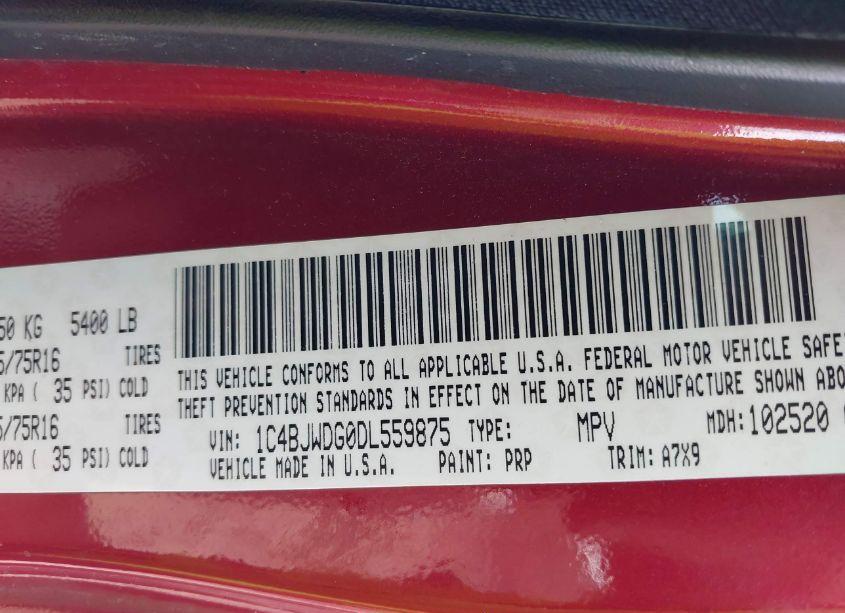 50 KG 5400 LB
5/75R16 TIRES
KPA ( 35 PSI) COLD
5/75R16 TIRES
KPA ( 35 PSI) COLD
THIS VEHICLE CONFORMS TO ALL APPLICABLE U.S.A. FEDERAL MOTOR VEHICLE SAFE
THEFT PREVENTION STANDARDS IN EFFECT ON THE DATE OF MANUFACTURE SHOWN ABO
VIN: 1C4BJWDG0DL559875 TYPE: MPV MDH: 102520
VEHICLE MADE IN U.S.A. PAINT: PRP TRIM: A7X9